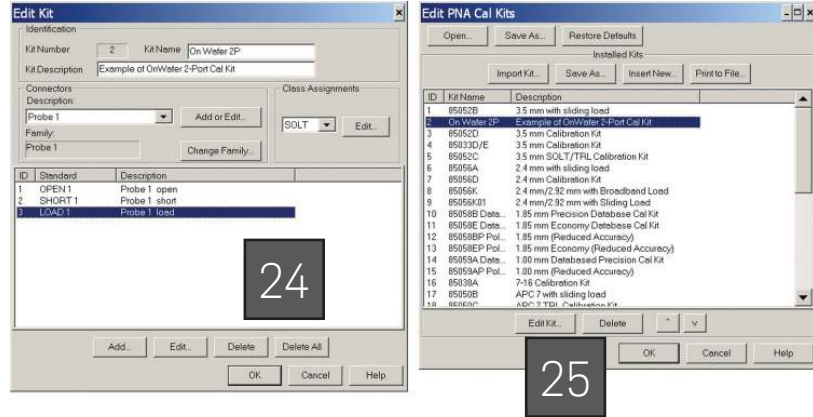 Edit Kit
Identification
Kit Number 2 Kit Name On Wafer 2P
Kit Description Example of OnWafer 2-Port Cal Kit
Connectors
Description:
Probe 1 Add or Edit...
Family:
Probe 1 Change Family...
Class Assignments
SOLT Edit...
ID Standard Description
1 OPEN 1 Probe 1 open
2 SHORT 1 Probe 1 short
3 LOAD 1 Probe 1 load
24
Add... Edit... Delete Delete All
OK Cancel Help
Edit PNA Cal Kits
Open... Save As... Restore Defaults
Installed Kits
Import Kit... Save As... Insert New... Print to File...
ID Kit Name Description
1 85052B 3.5 mm with sliding load
2 On Wafer 2P Example of OnWafer 2-Port Cal Kit
3 85052D 3.5 mm Calibration Kit
4 85033D/E 3.5 mm Calibration Kit
5 85052C 3.5 mm SOLT/TRL Calibration Kit
6 85056A 2.4 mm with sliding load
7 85056D 2.4 mm Calibration Kit
8 85056K 2.4 mm/2.92 mm with Broadband Load
9 85056K01 2.4 mm/2.92 mm with Sliding Load
10 85058B Data... 1.85 mm Precision Database Cal Kit
11 85058E Data... 1.85 mm Economy Database Cal Kit
12 85058BP Pol... 1.85 mm (Reduced Accuracy)
13 85058EP Pol... 1.85 mm Economy (Reduced Accuracy)
14 85059A Data... 1.00 mm Databased Precision Cal Kit
15 85059AP Pol... 1.00 mm (Reduced Accuracy)
16 85038A 7-16 Calibration Kit
17 85050B APC 7 with sliding load
18 85050C APC 7 TRL Calibration Kit
Edit Kit... Delete ^ v
OK Cancel Help
25